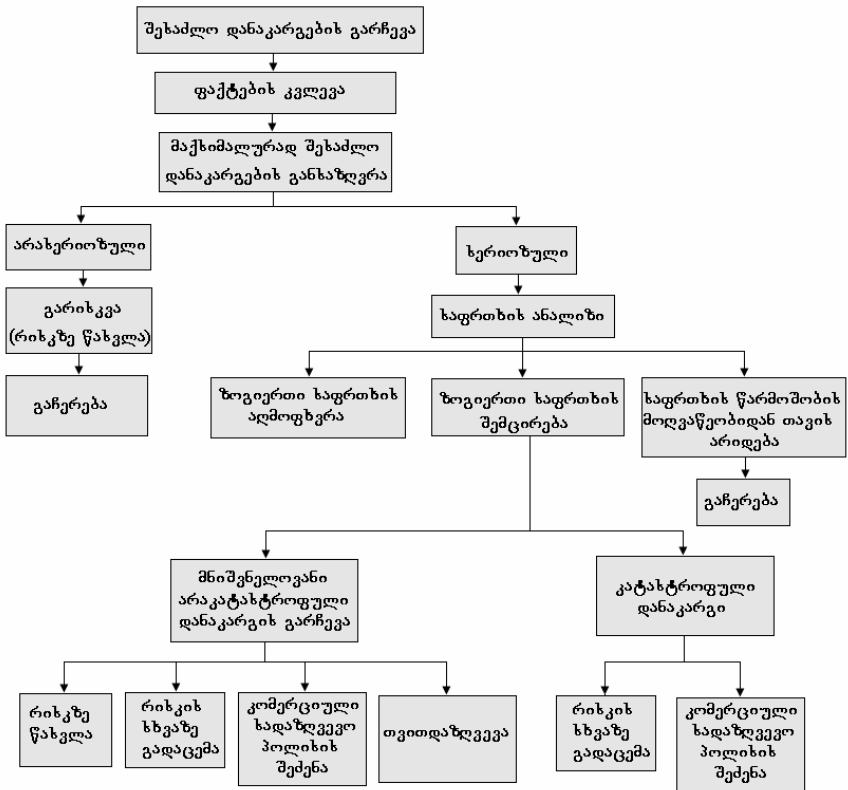 შესაძლო დანაკარგების გარჩევა
ფაქტების კვლევა
მაქსიმალურად შესაძლო
დანაკარგების განსაზღვრა
არასერიოზული
სერიოზული
გარისკვა
(რისკზე წასვლა)
საფრთხის ანალიზი
გაჩერება
ზოგიერთი საფრთხის
აღმოფხვრა
ზოგიერთი საფრთხის
შემცირება
საფრთხის წარმოშობის
მოღვაწეობიდან თავის
არიდება
გაჩერება
მნიშვნელოვანი
არაკატასტროფული
დანაკარგის გარჩევა
კატასტროფული
დანაკარგი
რისკზე
წასვლა
რისკის
სხვაზე
გადაცემა
კომერციული
სადაზღვევო
პოლისის
შეძენა
თვითდაზღვევა
რისკის
სხვაზე
გადაცემა
კომერციული
სადაზღვევო
პოლისის
შეძენა